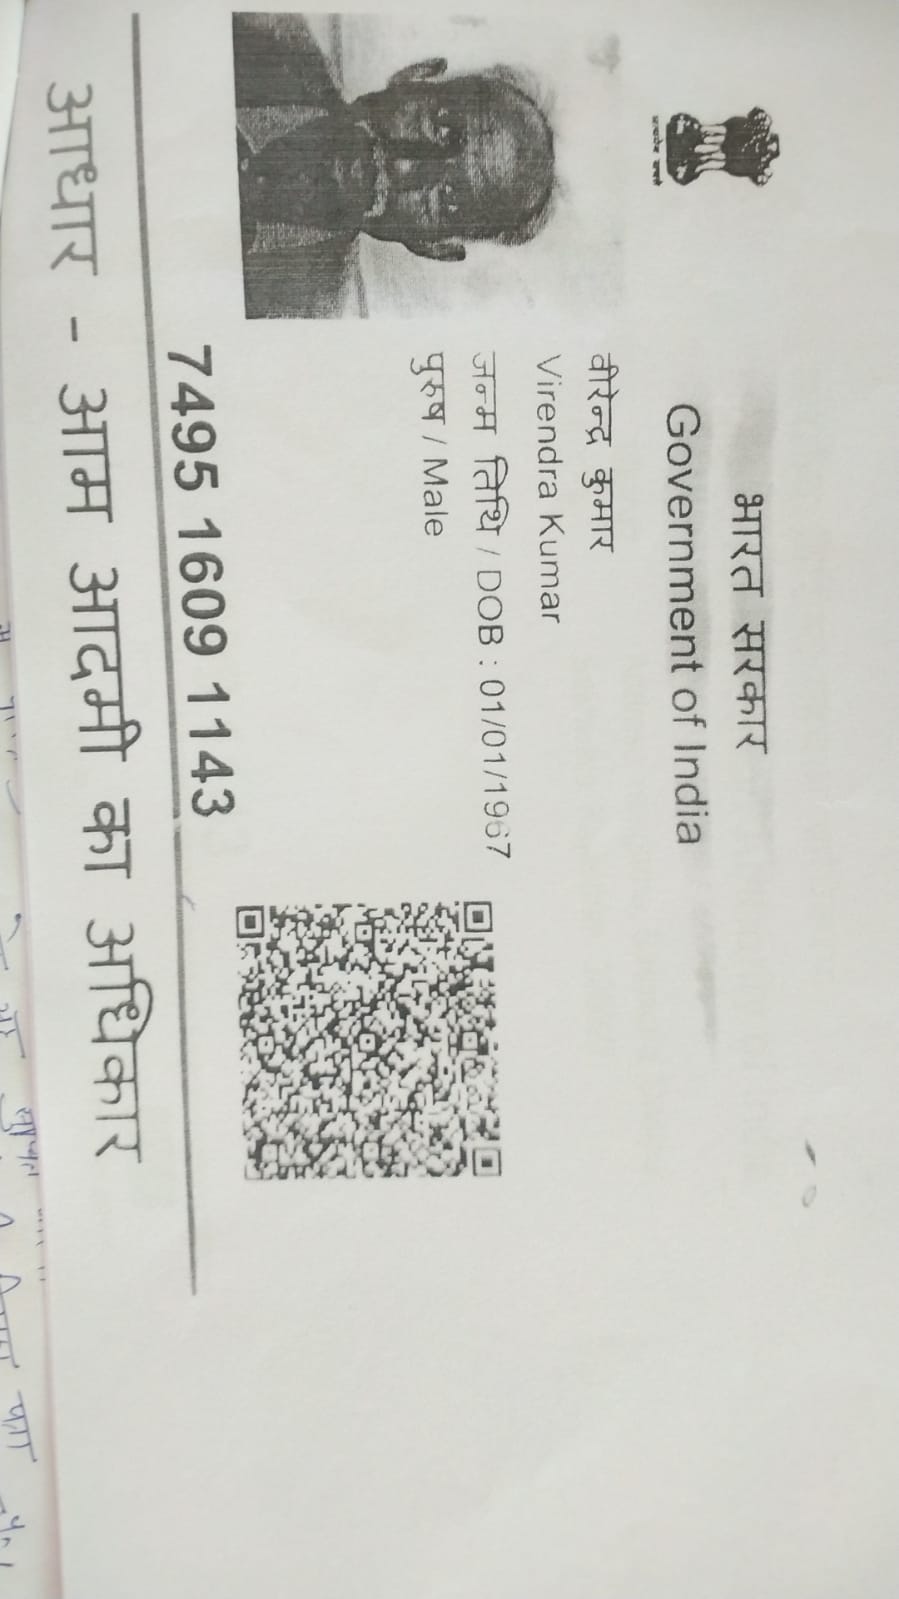 भारत सरकार
Government of India
वीरेन्द्र कुमार
Virendra Kumar
जन्म तिथि / DOB : 01/01/1967
पुरुष / Male
7495 1609 1143
आधार - आम आदमी का अधिकार